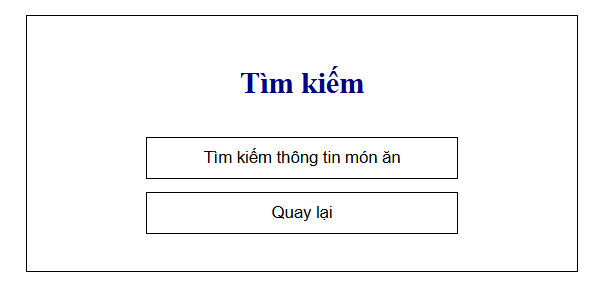 Tìm kiếm
Tìm kiếm thông tin món ăn
Quay lại